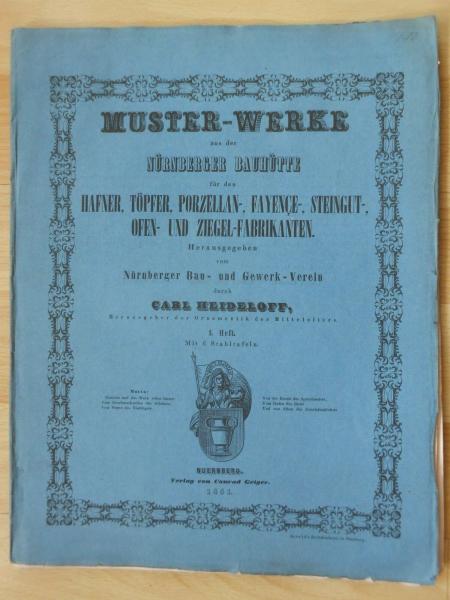 MUSTER-WERKE
aus der
NÜRNBERGER BAUHÜTTE
für den
HAFNER, TÖPFER, PORZELLAN-, FAYENÇE-, STEINGUT-,
OFEN- UND ZIEGEL-FABRIKANTEN.
Herausgegeben
vom
Nürnberger Bau- und Gewerk-Verein
durch
CARL HEIDELOFF,
Herausgeber der Ornamentik des Mittelalters.
1. Heft.
Mit 6 Stahltafeln.
Motto:
NUERNBERG.
Verlag von Conrad Geiger.